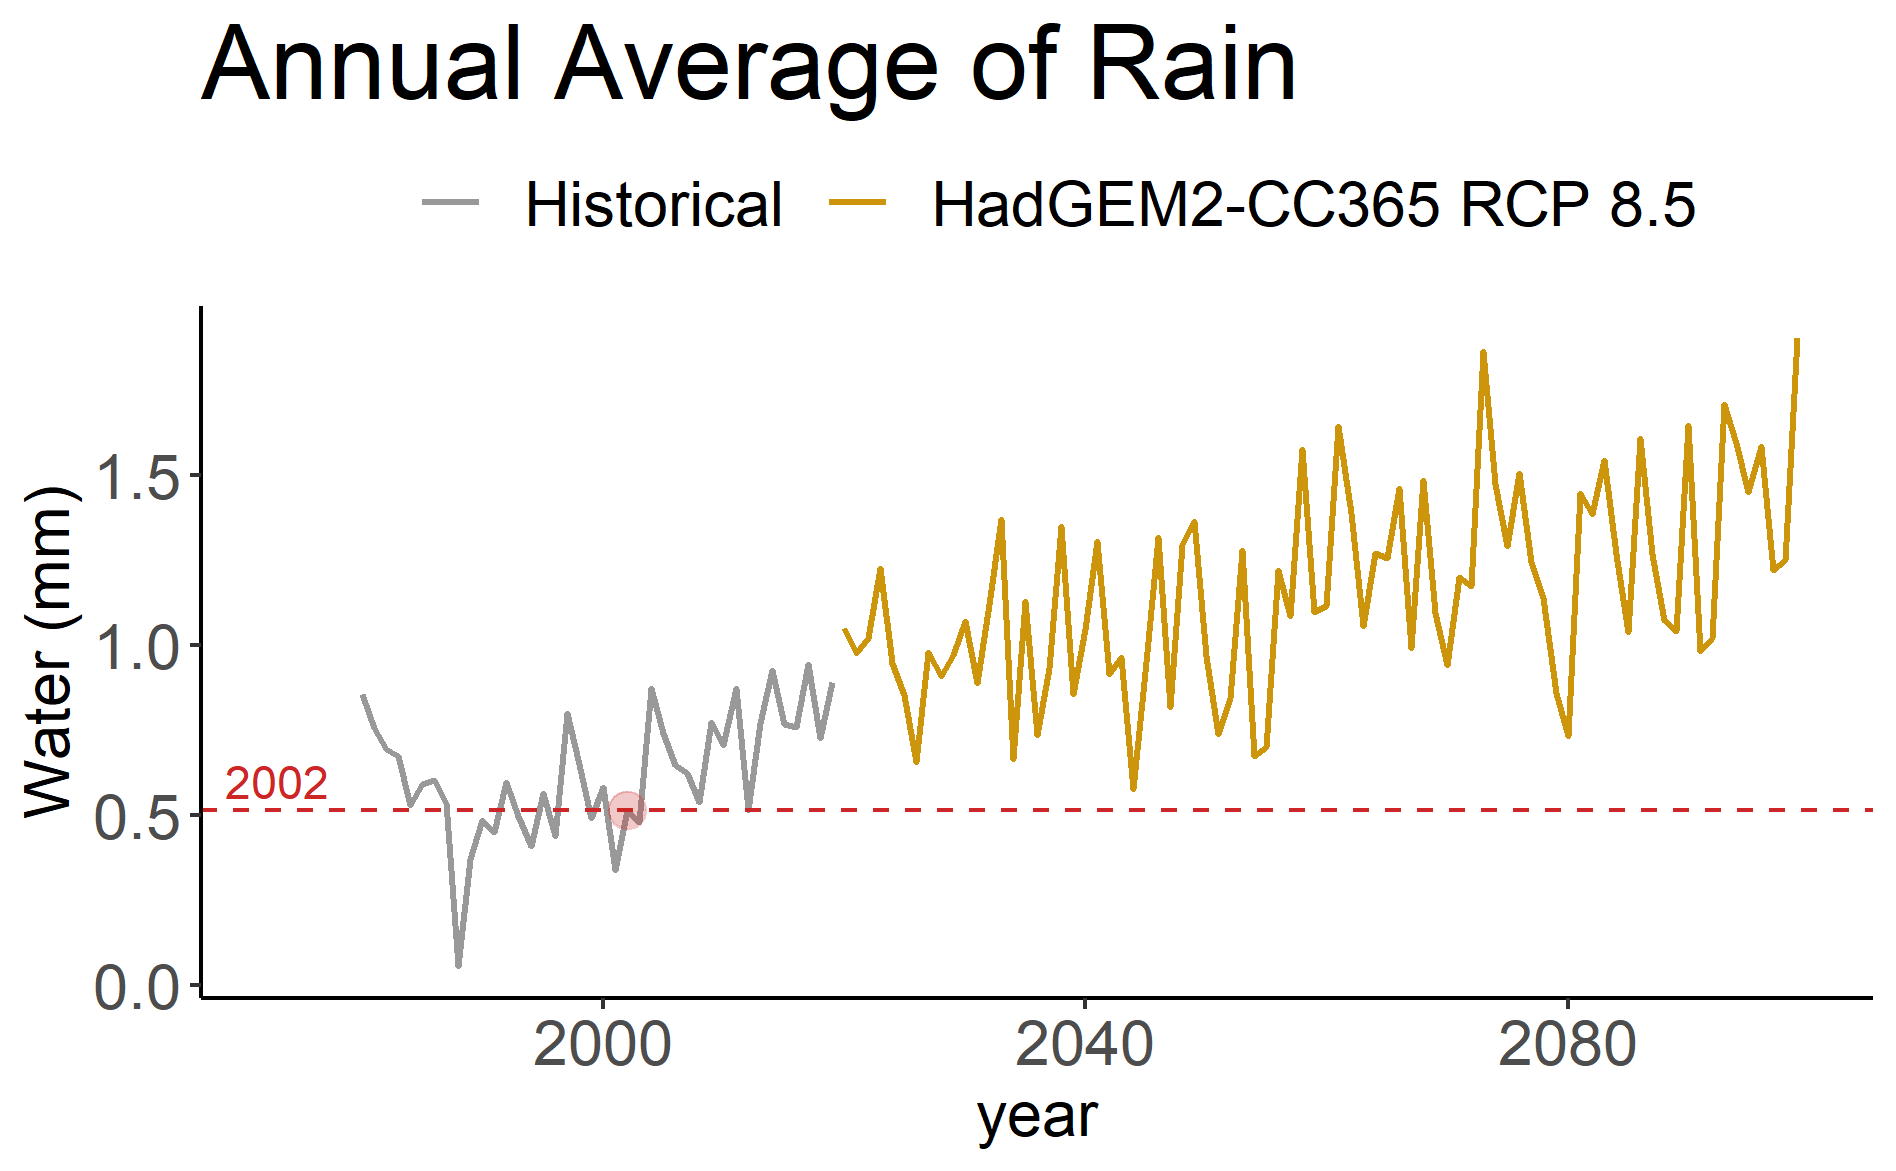 Annual Average of Rain
Historical HadGEM2-CC365 RCP 8.5
Water (mm)
1.5
1.0
2002
0.5
0.0
2000 2040 2080
year